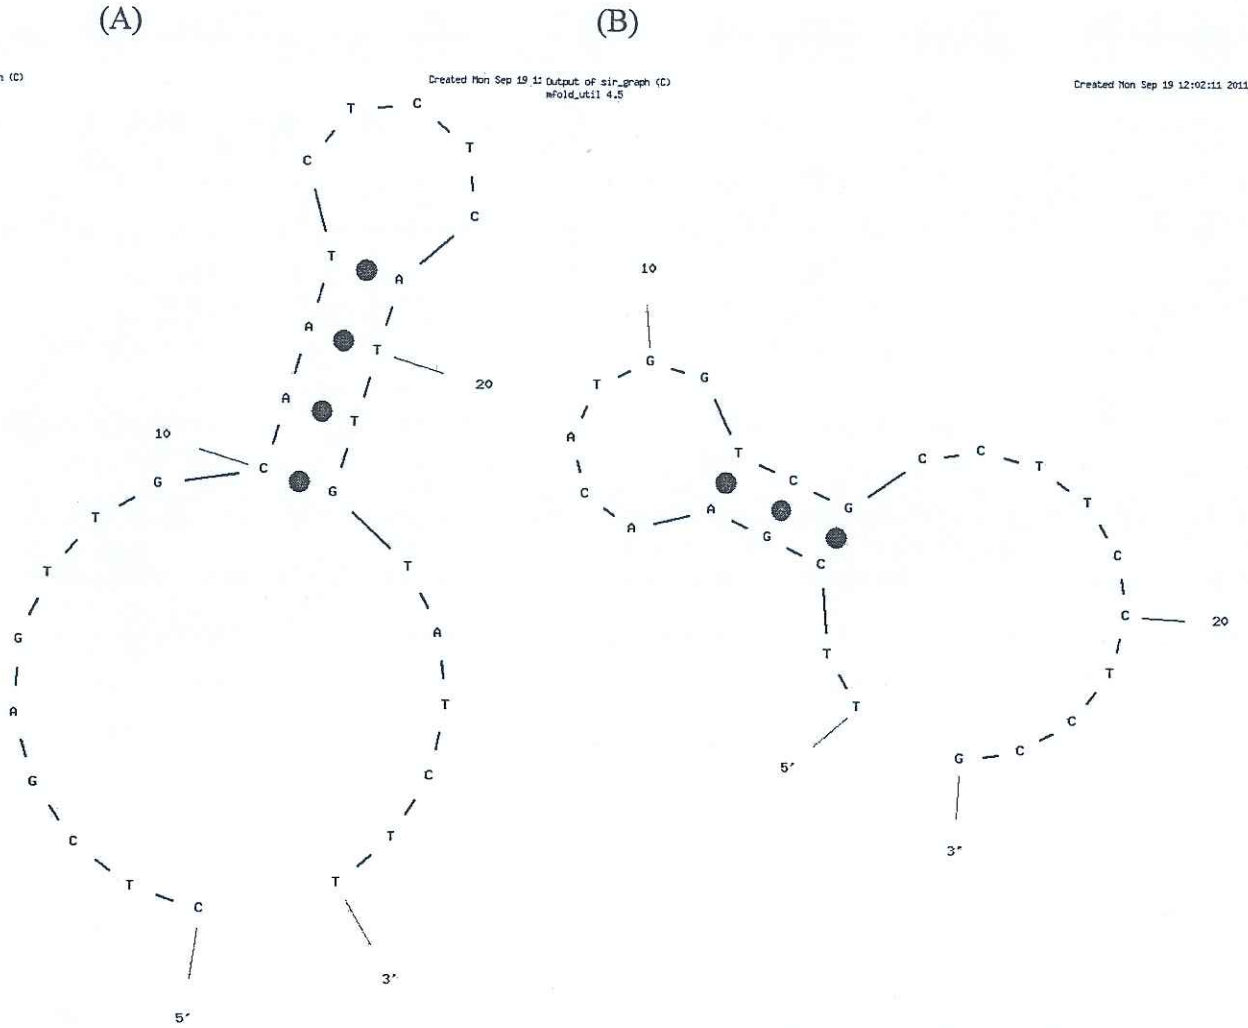 (A)
(B)
n (C)
Created Mon Sep 19 1:
Output of sir_graph (C)
mfold_util 4.5
Created Mon Sep 19 12:02:11 2011
T C
C T
C
T A
A T
20
A T
10
C G
G
T
T
G
A
G
C
T
C
T
A
T
C
T
T
5′
3′
10
G
T G
A T
C C
A A G
G C
C C T
T
C
C
20
T
C
C
G
T
T
5′
3′